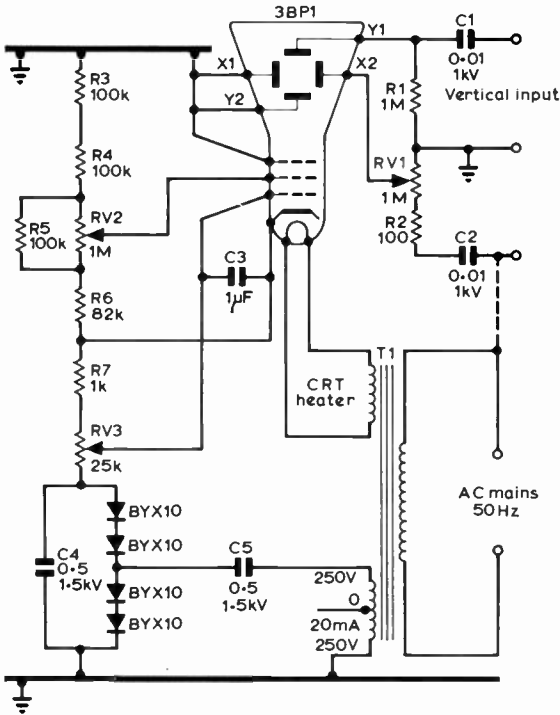 3BP1
Y1
C1
0·01
1kV
Vertical input
X1
X2
Y2
R1
1M
R3
100k
R4
100k
RV1
1M
R5
100k
RV2
1M
R2
100
C2
0·01
1kV
C3
1µF
R6
82k
R7
1k
T1
CRT
heater
RV3
25k
AC mains
50Hz
BYX10
BYX10
C4
0·5
1·5kV
C5
0·5
1·5kV
BYX10
BYX10
250V
0
20mA
250V